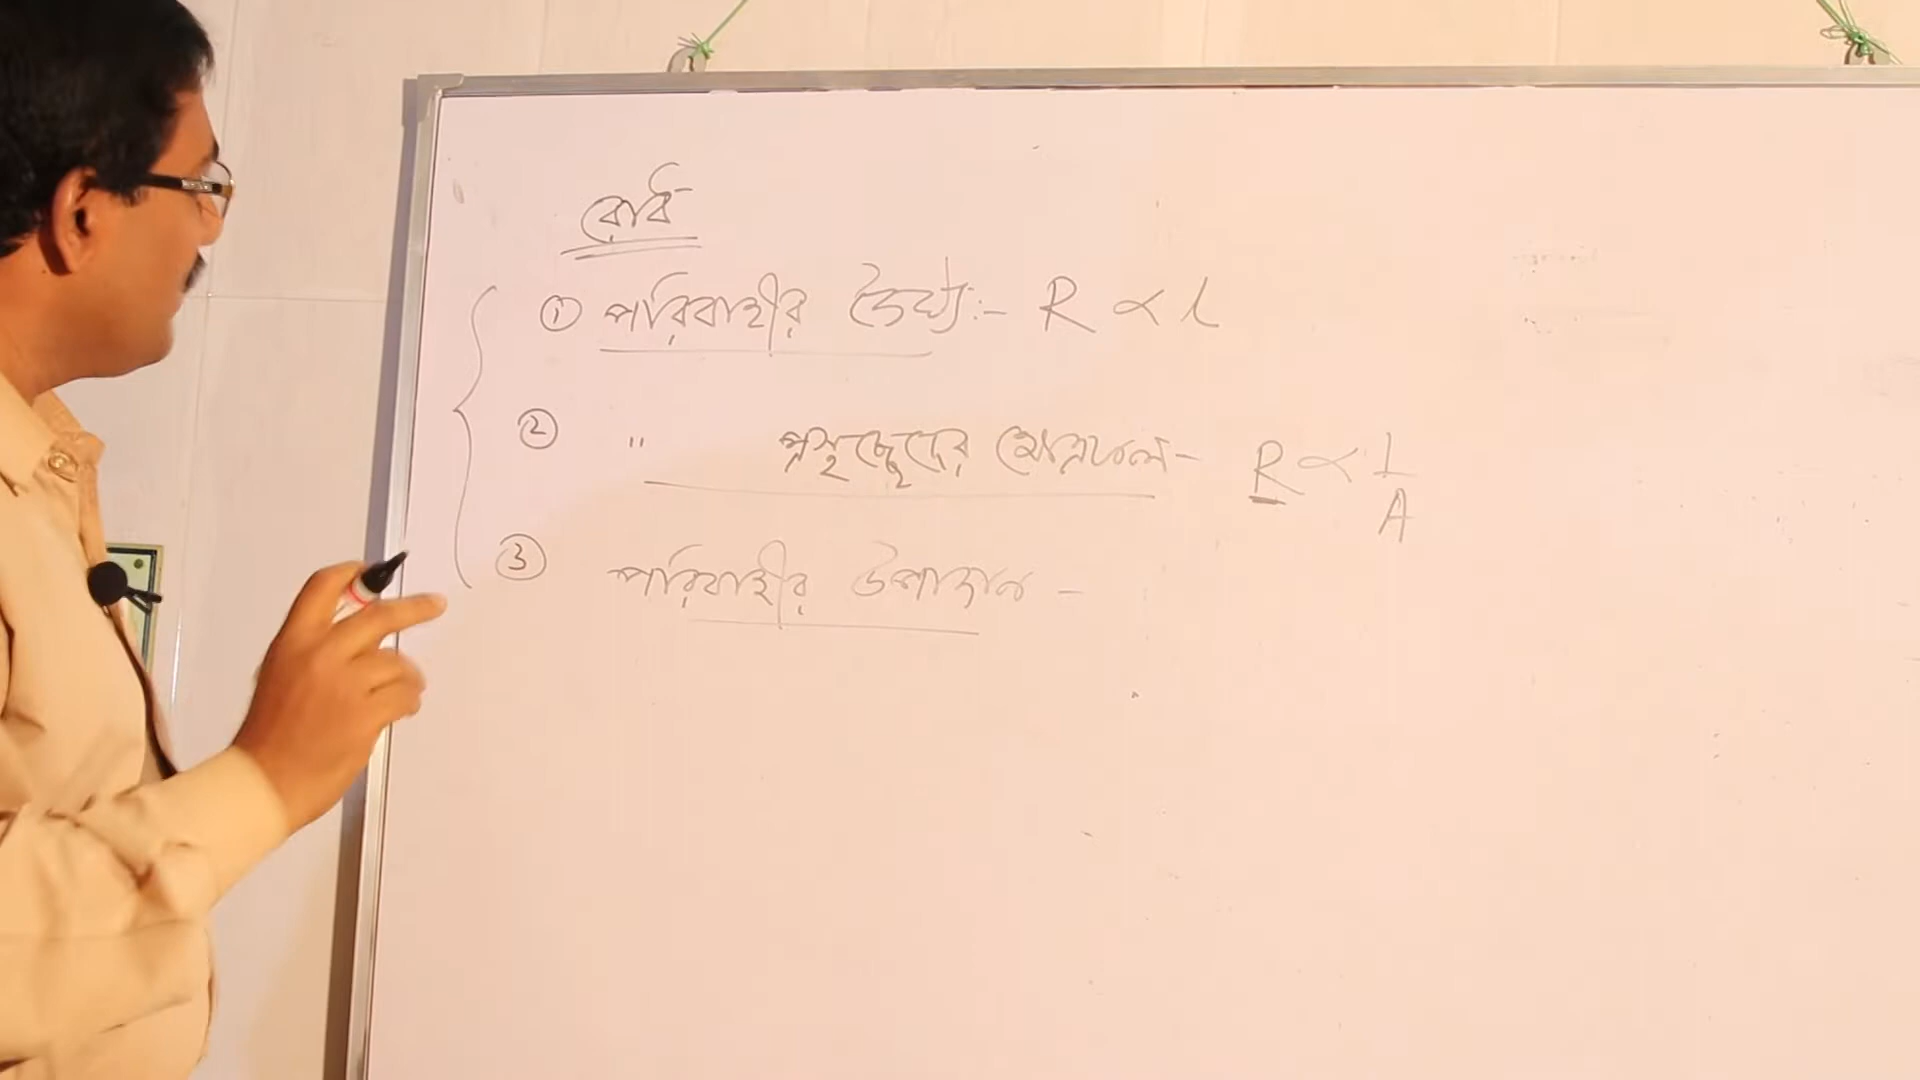 রোধ
① পরিবাহীর দৈর্ঘ্য :- R ∝ l
② " প্রস্থচ্ছেদের ক্ষেত্রফল - R ∝ 1/A
③ পরিবাহীর উপাদান -